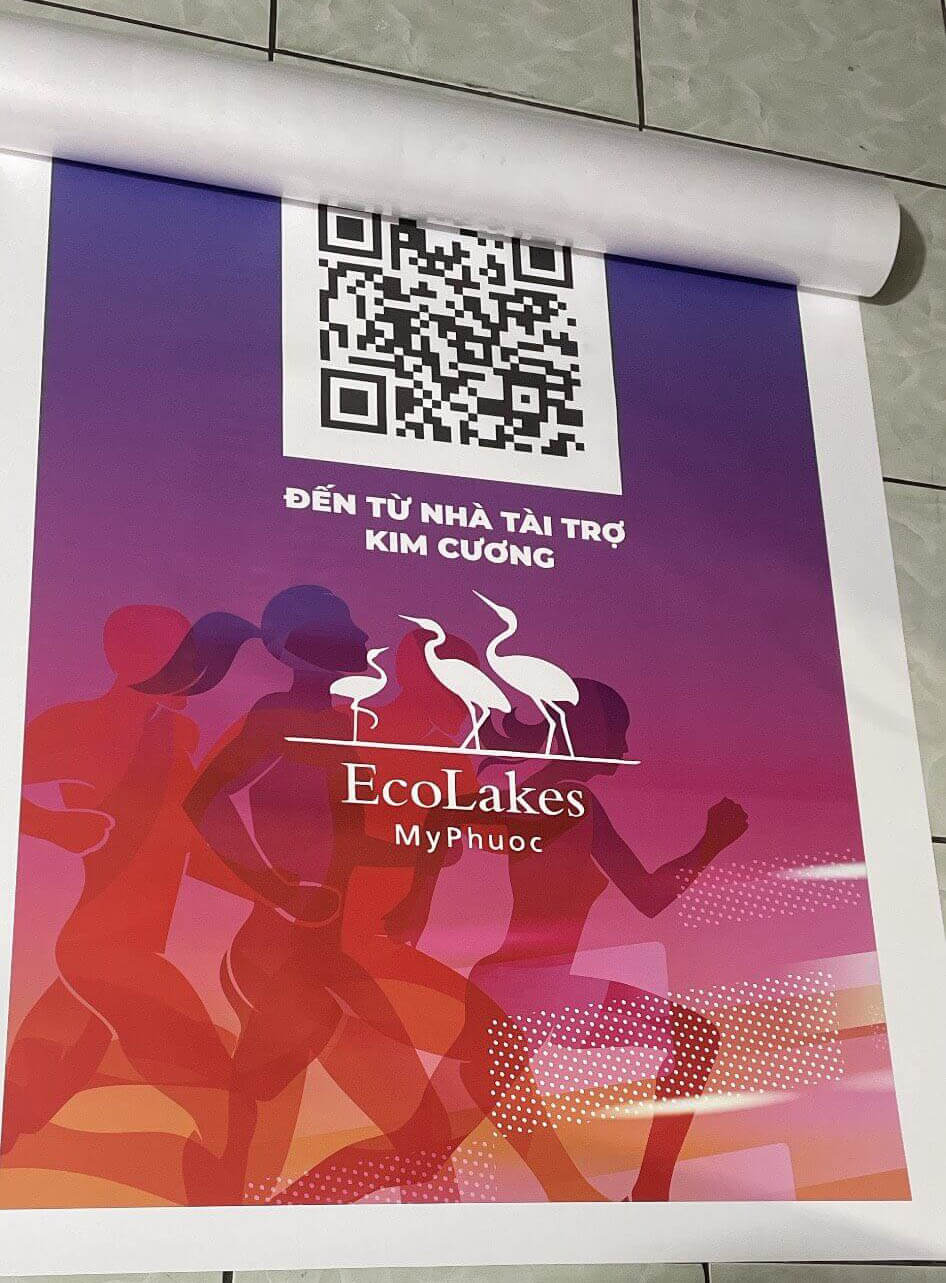 ĐẾN TỪ NHÀ TÀI TRỢ
KIM CƯƠNG
EcoLakes
MyPhuoc